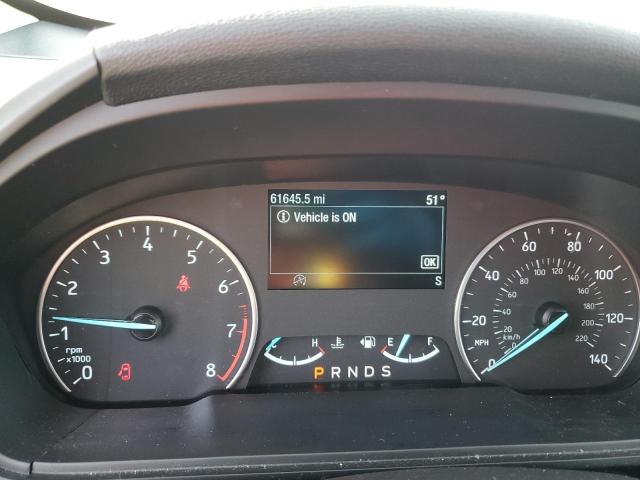 61645.5 mi 51°
Vehicle is ON
OK
S
0 1 2 3 4 5 6 7 8
rpm
x1000
C H E F
P R N D S
0 20 40 60 80 100 120 140
MPH
0 20 40 60 80 100 120 140 160 180 200 220
km/h